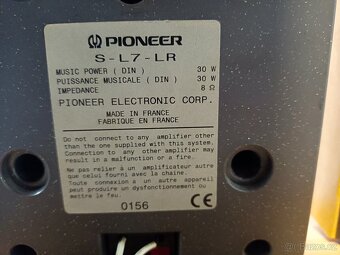 PIONEER
S-L7-LR
MUSIC POWER ( DIN ) 30 W
PUISSANCE MUSICALE ( DIN ) 30 W
IMPEDANCE 8 Ω
PIONEER ELECTRONIC CORP.
MADE IN FRANCE
FABRIQUE EN FRANCE
Do not connect to any amplifier other
than the one supplied with this system.
Connection to any other amplifier may
result in a malfunction or a fire.
Ne pas relier à un amplificateur autre
que celui fourni avec la chaine.
Toute connexion à un autre appareil
peut produire un dysfonctionnement ou
mettre le feu.
0156 CE